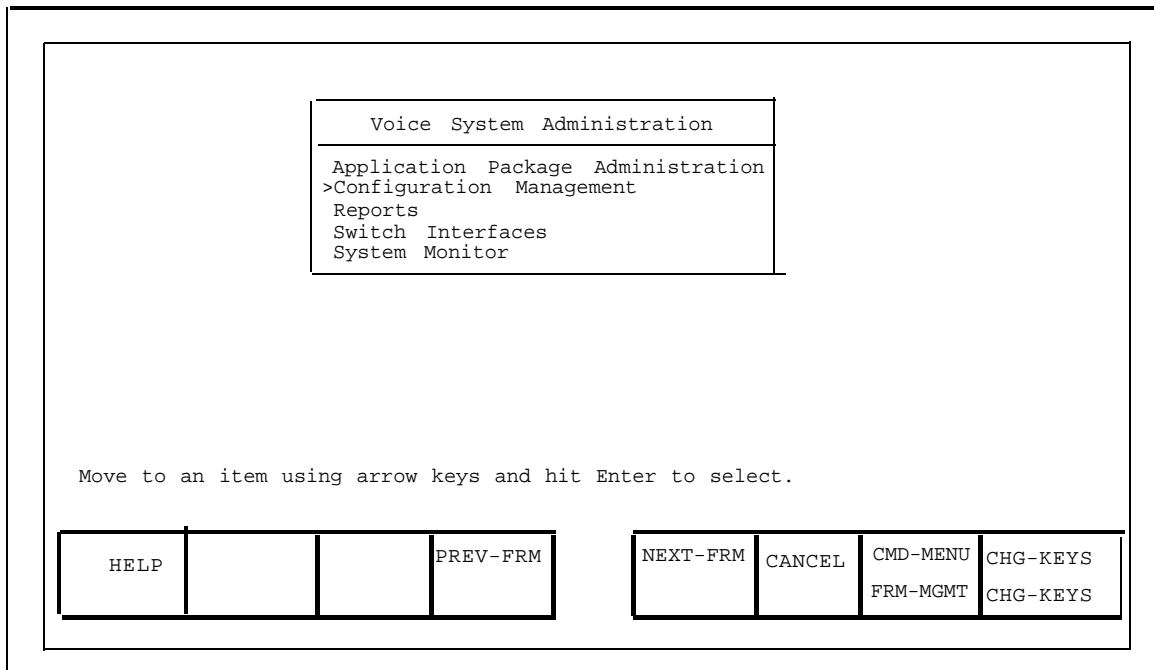 Voice System Administration
Application Package Administration
>Configuration Management
Reports
Switch Interfaces
System Monitor
Move to an item using arrow keys and hit Enter to select.
HELP PREV-FRM NEXT-FRM CANCEL CMD-MENU CHG-KEYS
FRM-MGMT CHG-KEYS